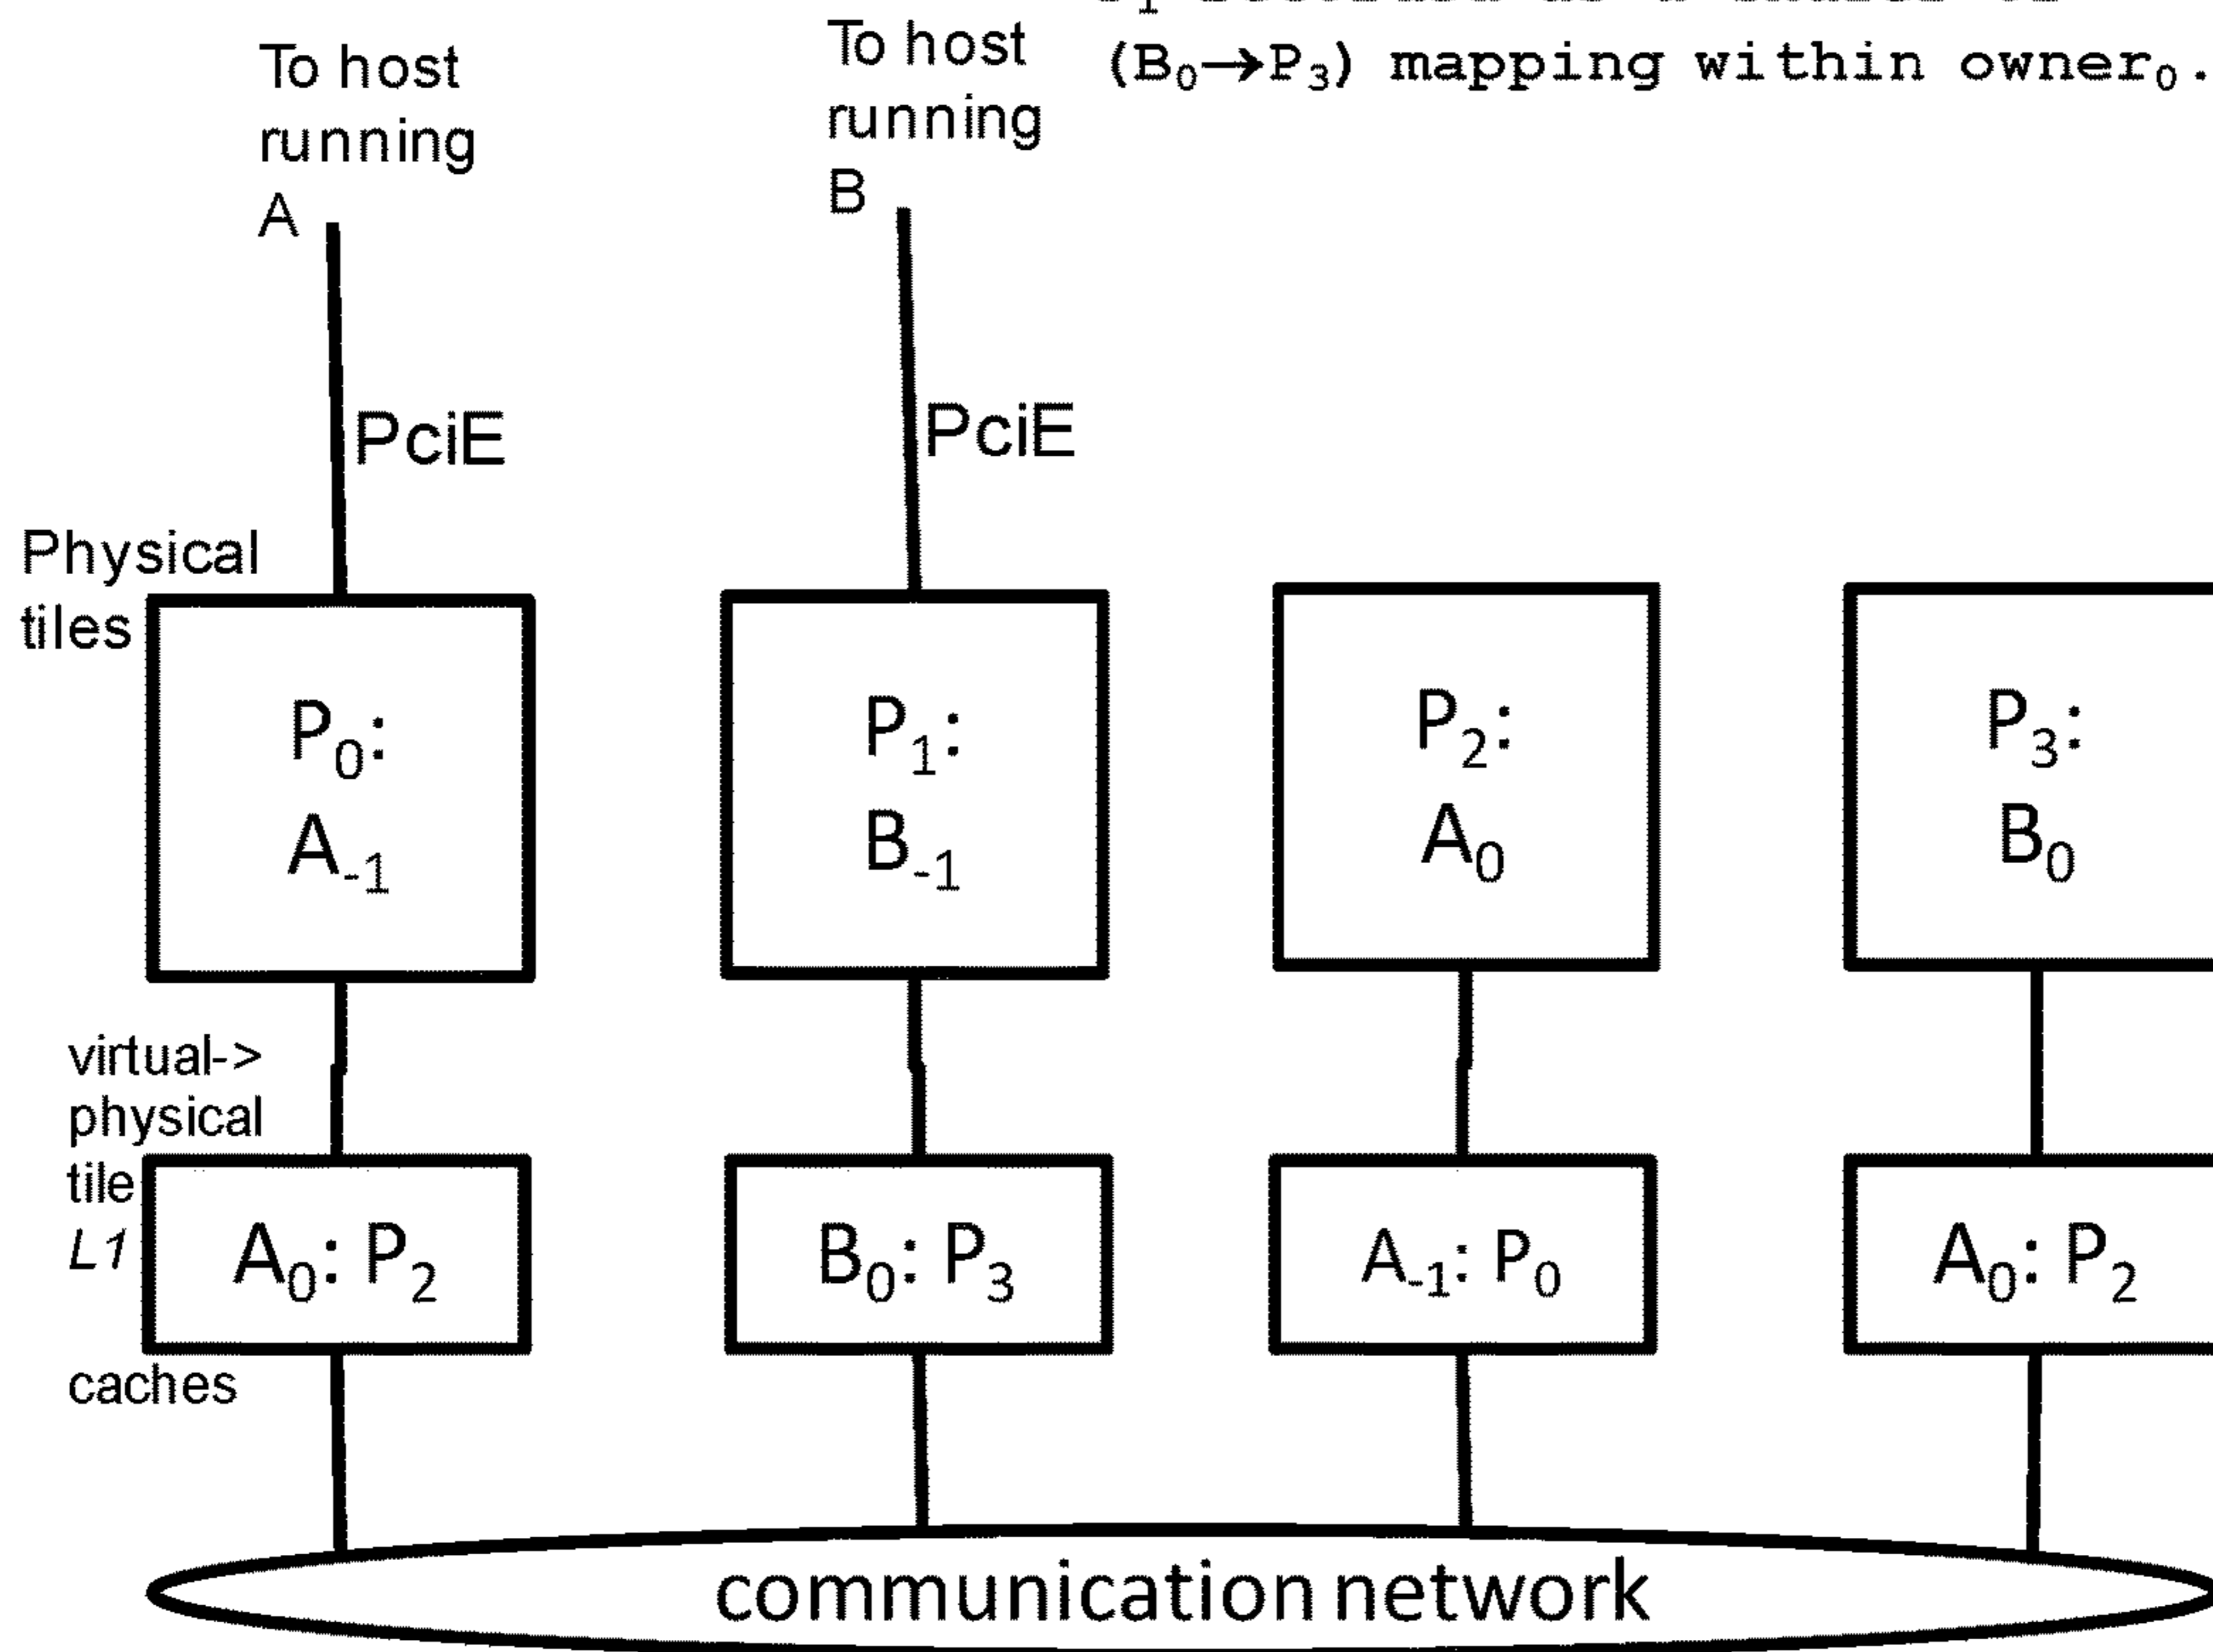 (B₀→P₃) mapping within owner₀.
To host
running
A
To host
running
B
PciE
PciE
Physical
tiles
P₀:
A₋₁
P₁:
B₋₁
P₂:
A₀
P₃:
B₀
virtual->
physical
tile
L1
caches
A₀: P₂
B₀: P₃
A₋₁: P₀
A₀: P₂
communication network